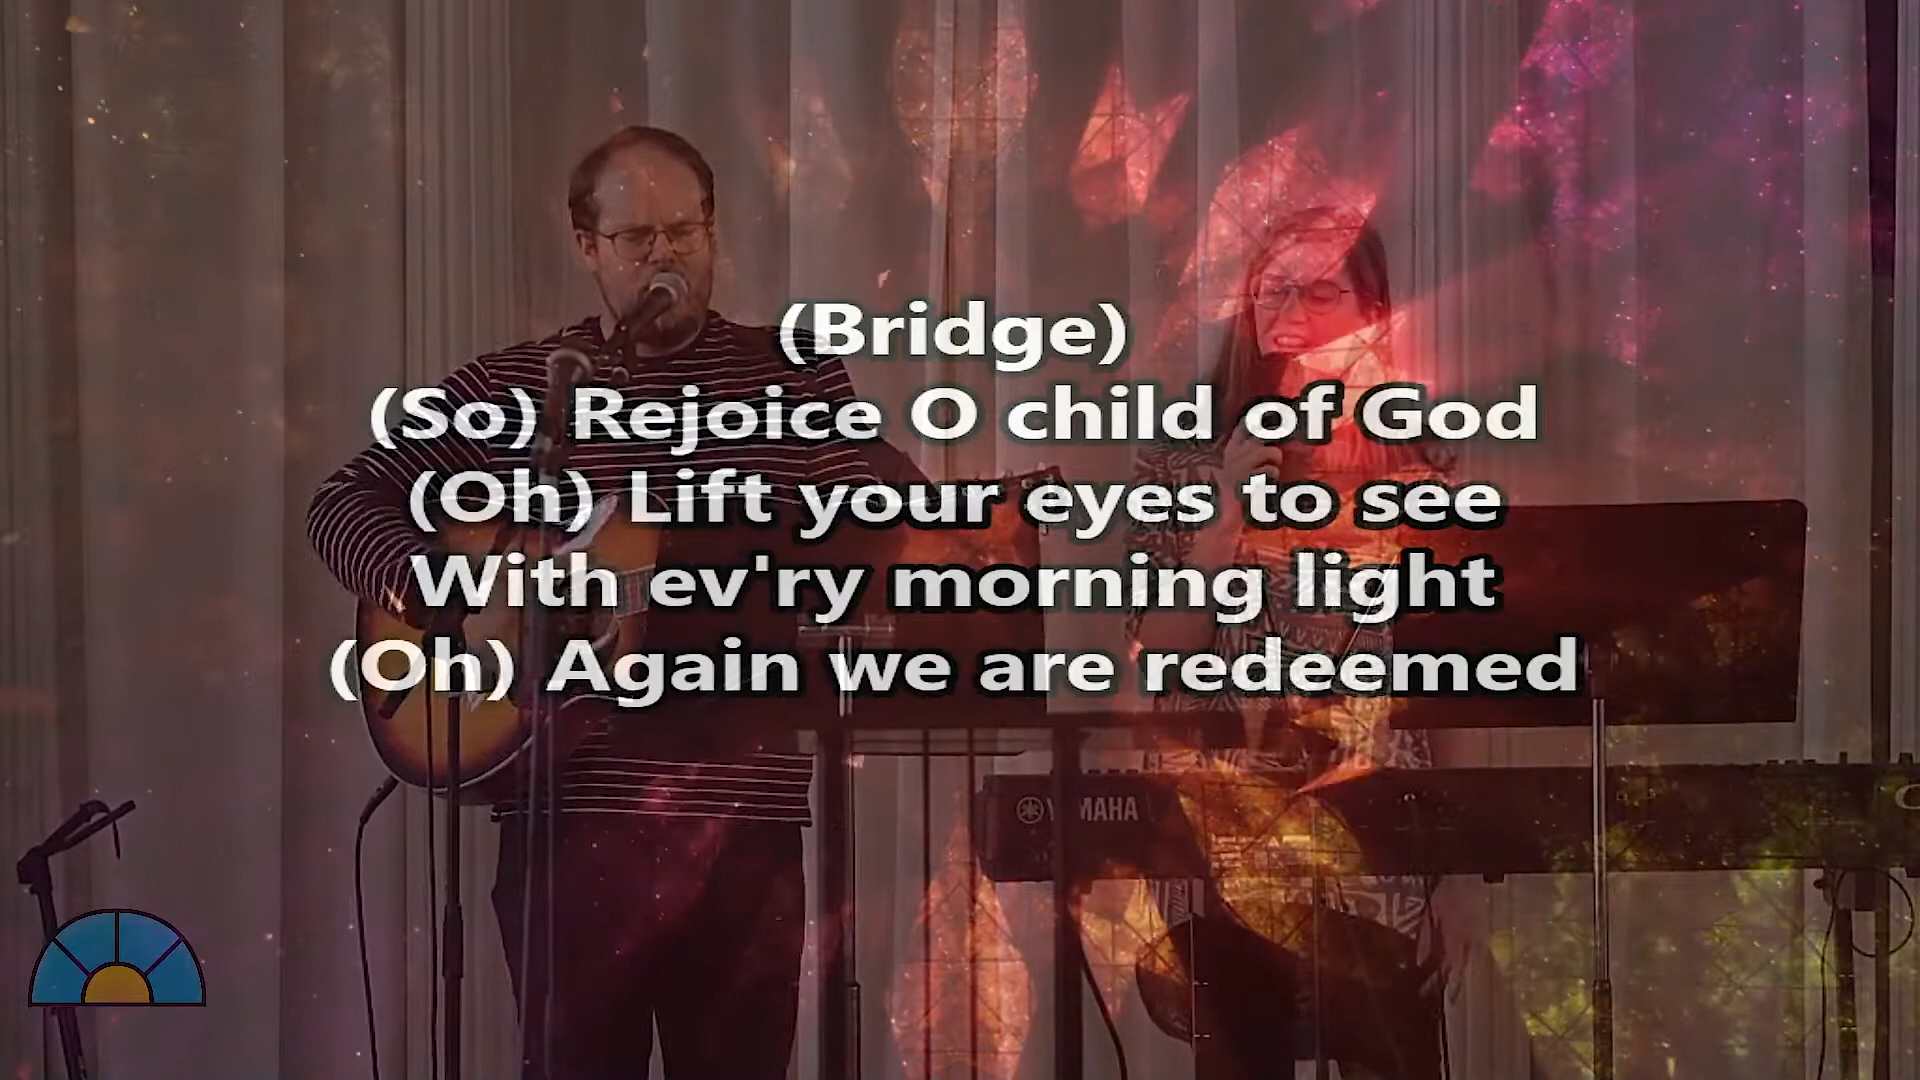 (Bridge)
(So) Rejoice O child of God
(Oh) Lift your eyes to see
With ev'ry morning light
(Oh) Again we are redeemed
YAMAHA